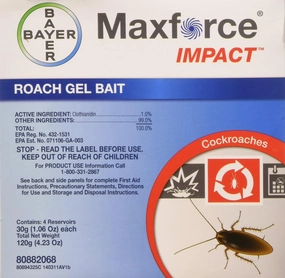 BAYER
BAYER
Maxforce®
IMPACT™
ROACH GEL BAIT
ACTIVE INGREDIENT: Clothianidin 1.0%
OTHER INGREDIENTS: 99.0%
TOTAL: 100.0%
EPA Reg. No. 432-1531
EPA Est. No. 071106-GA-003
STOP - READ THE LABEL BEFORE USE.
KEEP OUT OF REACH OF CHILDREN
For PRODUCT USE Information Call
1-800-331-2867
See back and side panels for complete First Aid
Instructions, Precautionary Statements, Directions
for Use and Storage and Disposal Instructions.
Cockroaches
Contains: 4 Reservoirs
30g (1.06 Oz) each
Total Net Weight
120g (4.23 Oz)
80882068
80894325C 140311AV1b